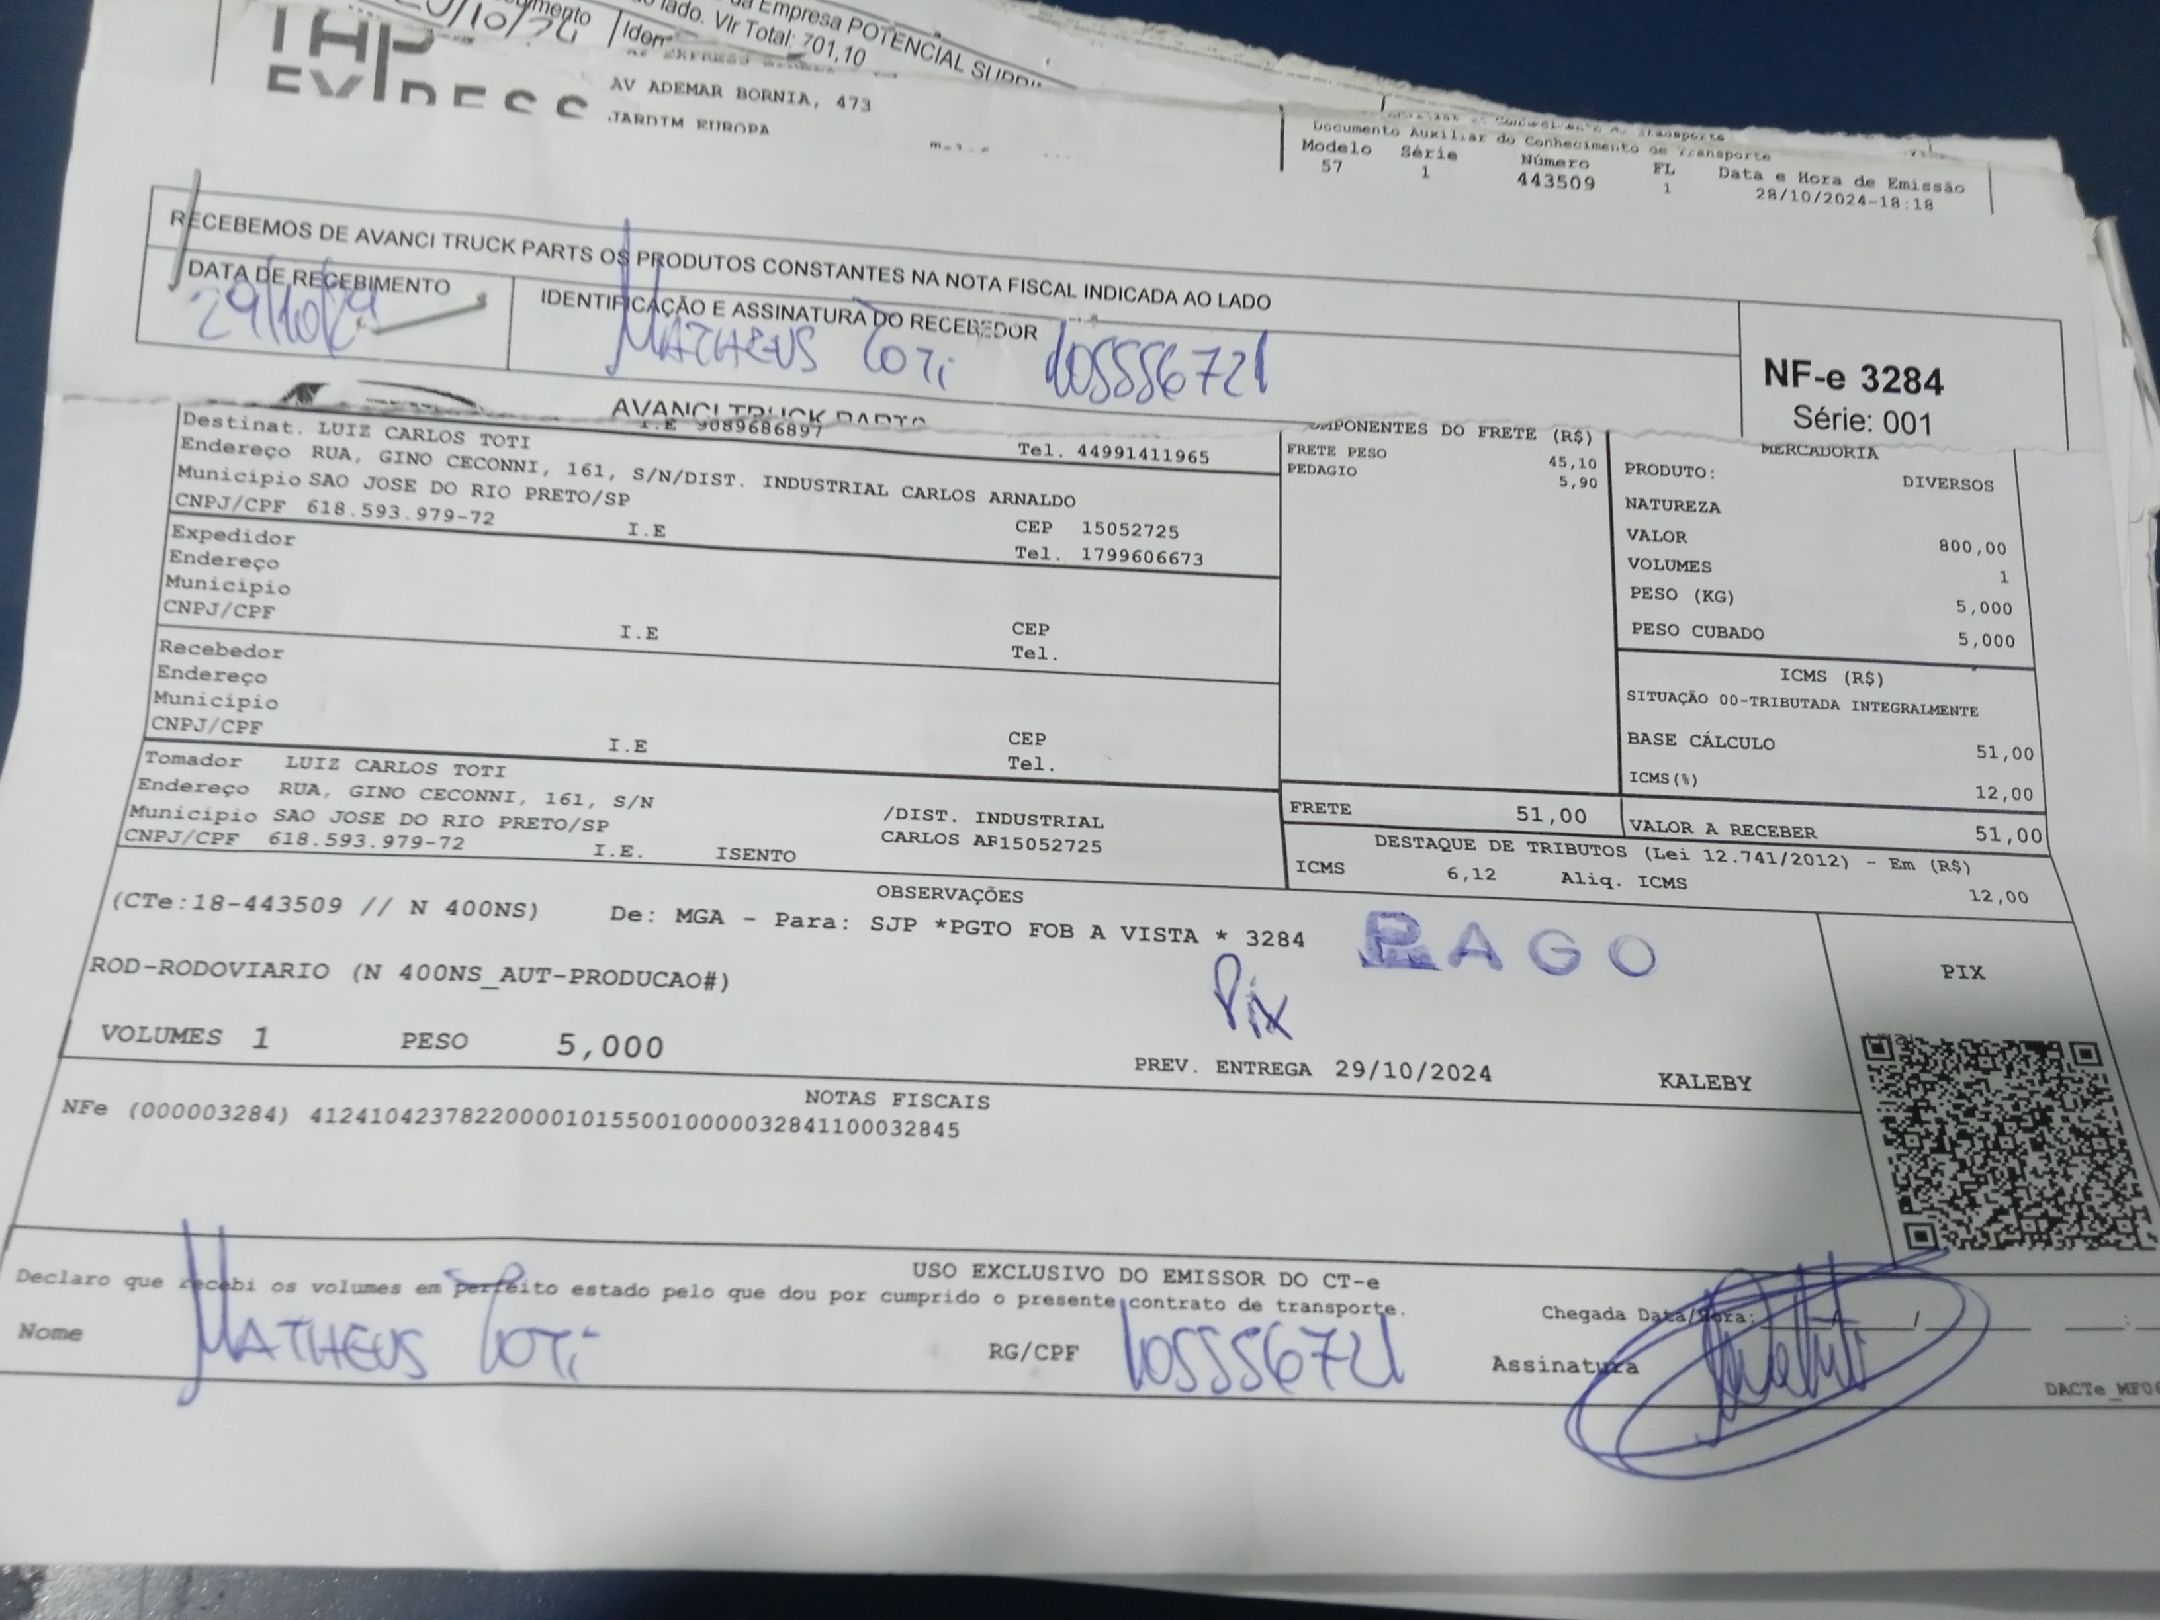 da Empresa POTENCIAL
lado. Vlr Total: 701,10
/10/24
AV ADEMAR BORNIA, 473
JARDIM EUROPA
Documento Auxiliar do Conhecimento de Transporte
Modelo Série Número FL Data e Hora de Emissão
57 1 443509 1 28/10/2024-18:18
RECEBEMOS DE AVANCI TRUCK PARTS OS PRODUTOS CONSTANTES NA NOTA FISCAL INDICADA AO LADO
DATA DE RECEBIMENTO IDENTIFICAÇÃO E ASSINATURA DO RECEBEDOR
29/10/24 MATHEUS TOTI
NF-e 3284
Série: 001
AVANCI TRUCK PARTS
I.E 9089686897
Tel. 44991411965
Destinat. LUIZ CARLOS TOTI
Endereço RUA, GINO CECONNI, 161, S/N/DIST. INDUSTRIAL CARLOS ARNALDO
Municipio SAO JOSE DO RIO PRETO/SP CEP 15052725
CNPJ/CPF 618.593.979-72 I.E Tel. 1799606673
Expedidor
Endereço
Municipio CEP
CNPJ/CPF I.E Tel.
Recebedor
Endereço
Municipio CEP
CNPJ/CPF I.E Tel.
Tomador LUIZ CARLOS TOTI
Endereço RUA, GINO CECONNI, 161, S/N /DIST. INDUSTRIAL
Municipio SAO JOSE DO RIO PRETO/SP CARLOS AF15052725
CNPJ/CPF 618.593.979-72 I.E. ISENTO
COMPONENTES DO FRETE (R$)
FRETE PESO 45,10
PEDAGIO 5,90
FRETE 51,00
MERCADORIA
PRODUTO: DIVERSOS
NATUREZA
VALOR 800,00
VOLUMES 1
PESO (KG) 5,000
PESO CUBADO 5,000
ICMS (R$)
SITUAÇÃO 00-TRIBUTADA INTEGRALMENTE
BASE CÁLCULO 51,00
ICMS(%) 12,00
VALOR A RECEBER 51,00
DESTAQUE DE TRIBUTOS (Lei 12.741/2012) - Em (R$)
ICMS 6,12 Aliq. ICMS 12,00
OBSERVAÇÕES
(CTe:18-443509 // N 400NS) De: MGA - Para: SJP *PGTO FOB A VISTA * 3284
PAGO
PIX
ROD-RODOVIARIO (N 400NS_AUT-PRODUCAO#)
Pix
VOLUMES 1 PESO 5,000 PREV. ENTREGA 29/10/2024 KALEBY
NOTAS FISCAIS
NFe (000003284) 41241042378220000101550010000032841100032845
USO EXCLUSIVO DO EMISSOR DO CT-e
Declaro que recebi os volumes em perfeito estado pelo que dou por cumprido o presente contrato de transporte. Chegada Data/Hora:
Nome MATHEUS TOTI RG/CPF Assinatura